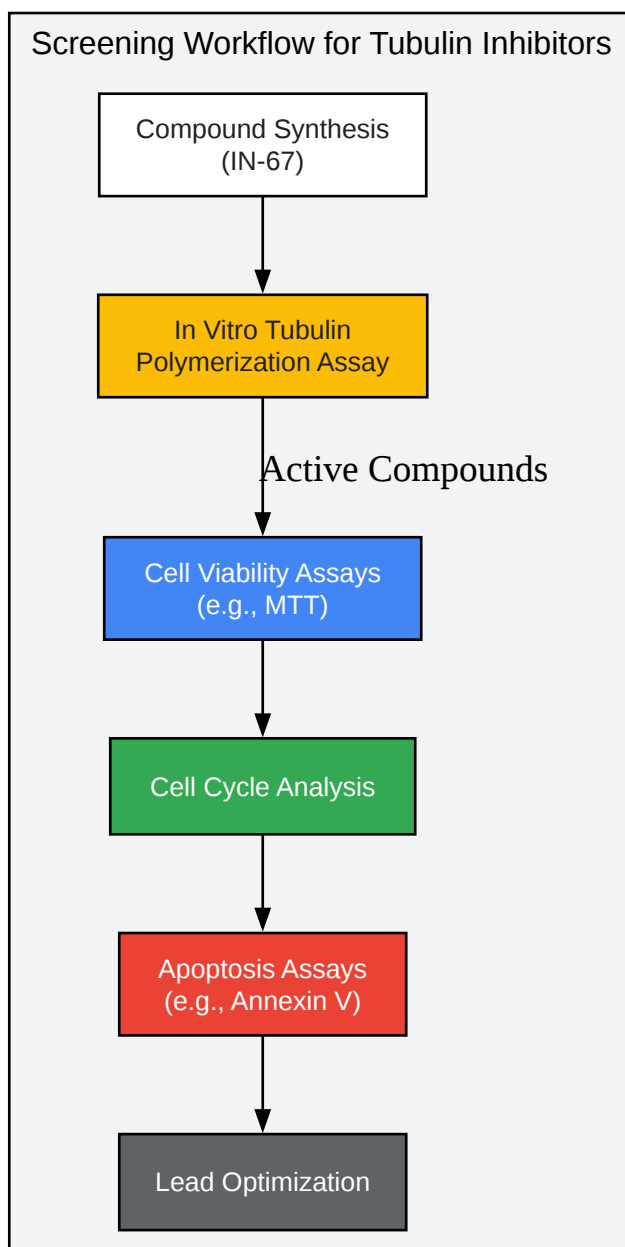 Screening Workflow for Tubulin Inhibitors
Compound Synthesis
(IN-67)
In Vitro Tubulin
Polymerization Assay
Active Compounds
Cell Viability Assays
(e.g., MTT)
Cell Cycle Analysis
Apoptosis Assays
(e.g., Annexin V)
Lead Optimization